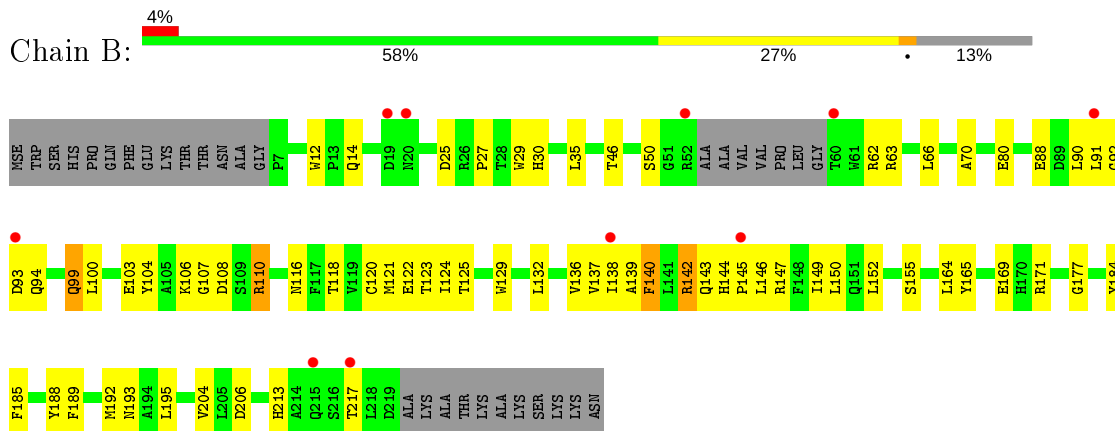 4%
Chain B:
58% 27% • 13%
MSE TRP SER HIS PRO GLN PHE GLU LYS THR THR ASN ALA GLY P7 W12 P13 Q14 D19 N20 D25 R26 P27 T28 W29 H30 L35 T46 S50 G51 R52 ALA ALA VAL VAL PRO LEU GLY T60 W61 R62 R63 L66 A70 E80 E88 D89 L90 L91 G92
D93 Q94 Q99 L100 E103 Y104 A105 K106 G107 D108 S109 R110 N116 F117 T118 V119 C120 M121 E122 T123 I124 T125 W129 L132 V136 V137 I138 A139 F140 L141 R142 Q143 H144 P145 L146 R147 F148 I149 L150 Q151 L152 S155 L164 Y165 E169 H170 R171 G177 Y184
F185 Y188 F189 M192 N193 A194 L195 V204 L205 D206 H213 A214 Q215 S216 T217 L218 D219 ALA LYS ALA THR LYS ALA LYS SER LYS LYS ASN